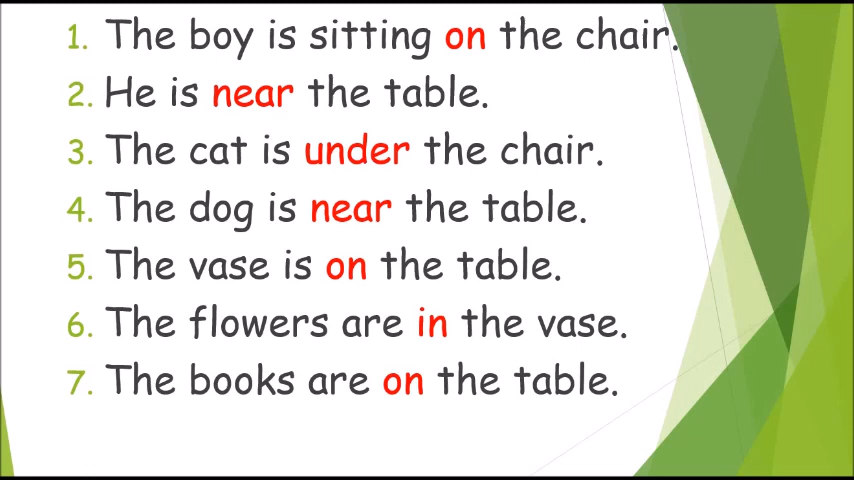 1. The boy is sitting on the chair.
2. He is near the table.
3. The cat is under the chair.
4. The dog is near the table.
5. The vase is on the table.
6. The flowers are in the vase.
7. The books are on the table.